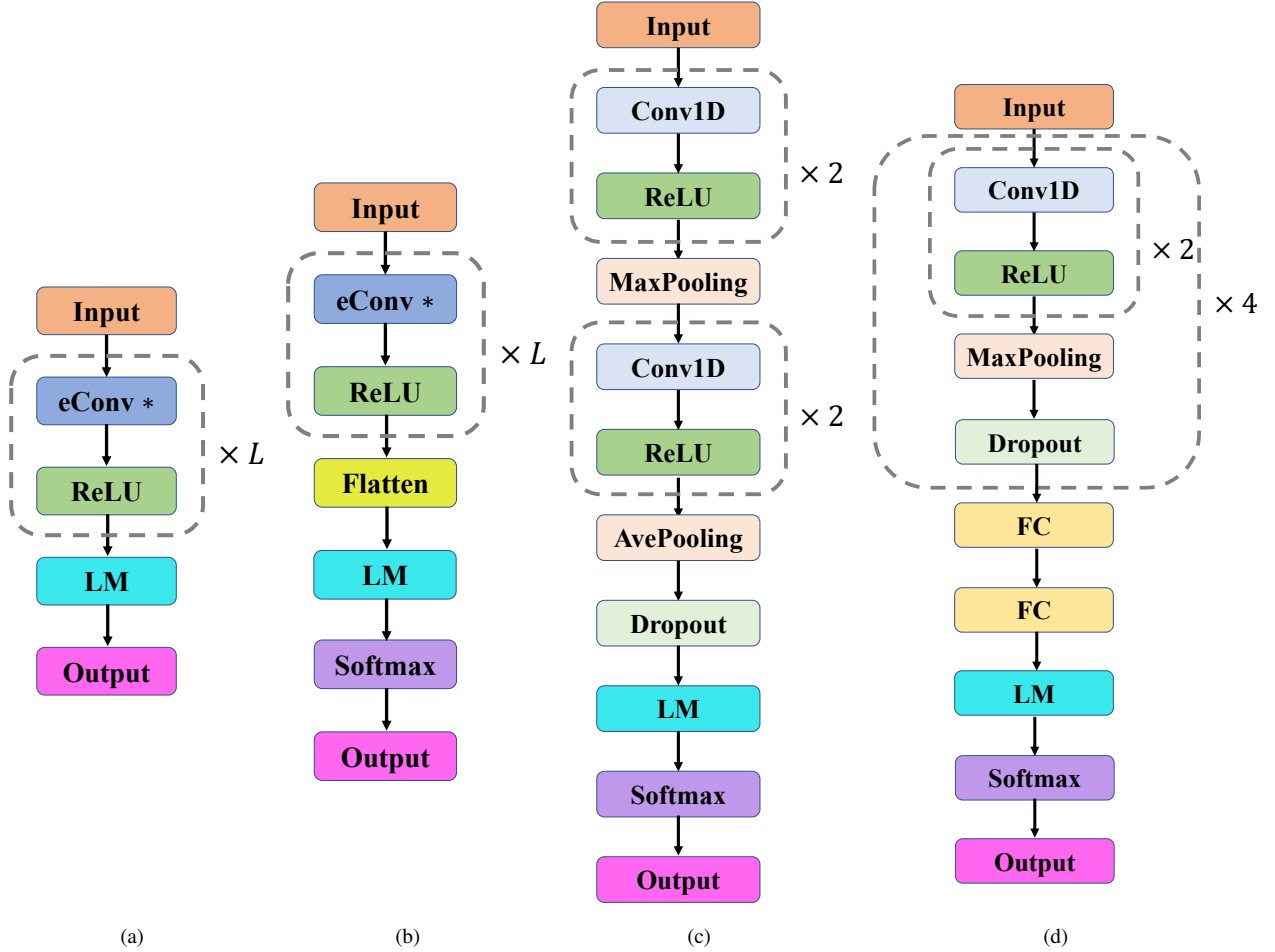 Input
eConv *
ReLU
× L
LM
Output
(a)
Input
eConv *
ReLU
× L
Flatten
LM
Softmax
Output
(b)
Input
Conv1D
ReLU
× 2
MaxPooling
Conv1D
ReLU
× 2
AvePooling
Dropout
LM
Softmax
Output
(c)
Input
Conv1D
ReLU
× 2
MaxPooling
Dropout
× 4
FC
FC
LM
Softmax
Output
(d)